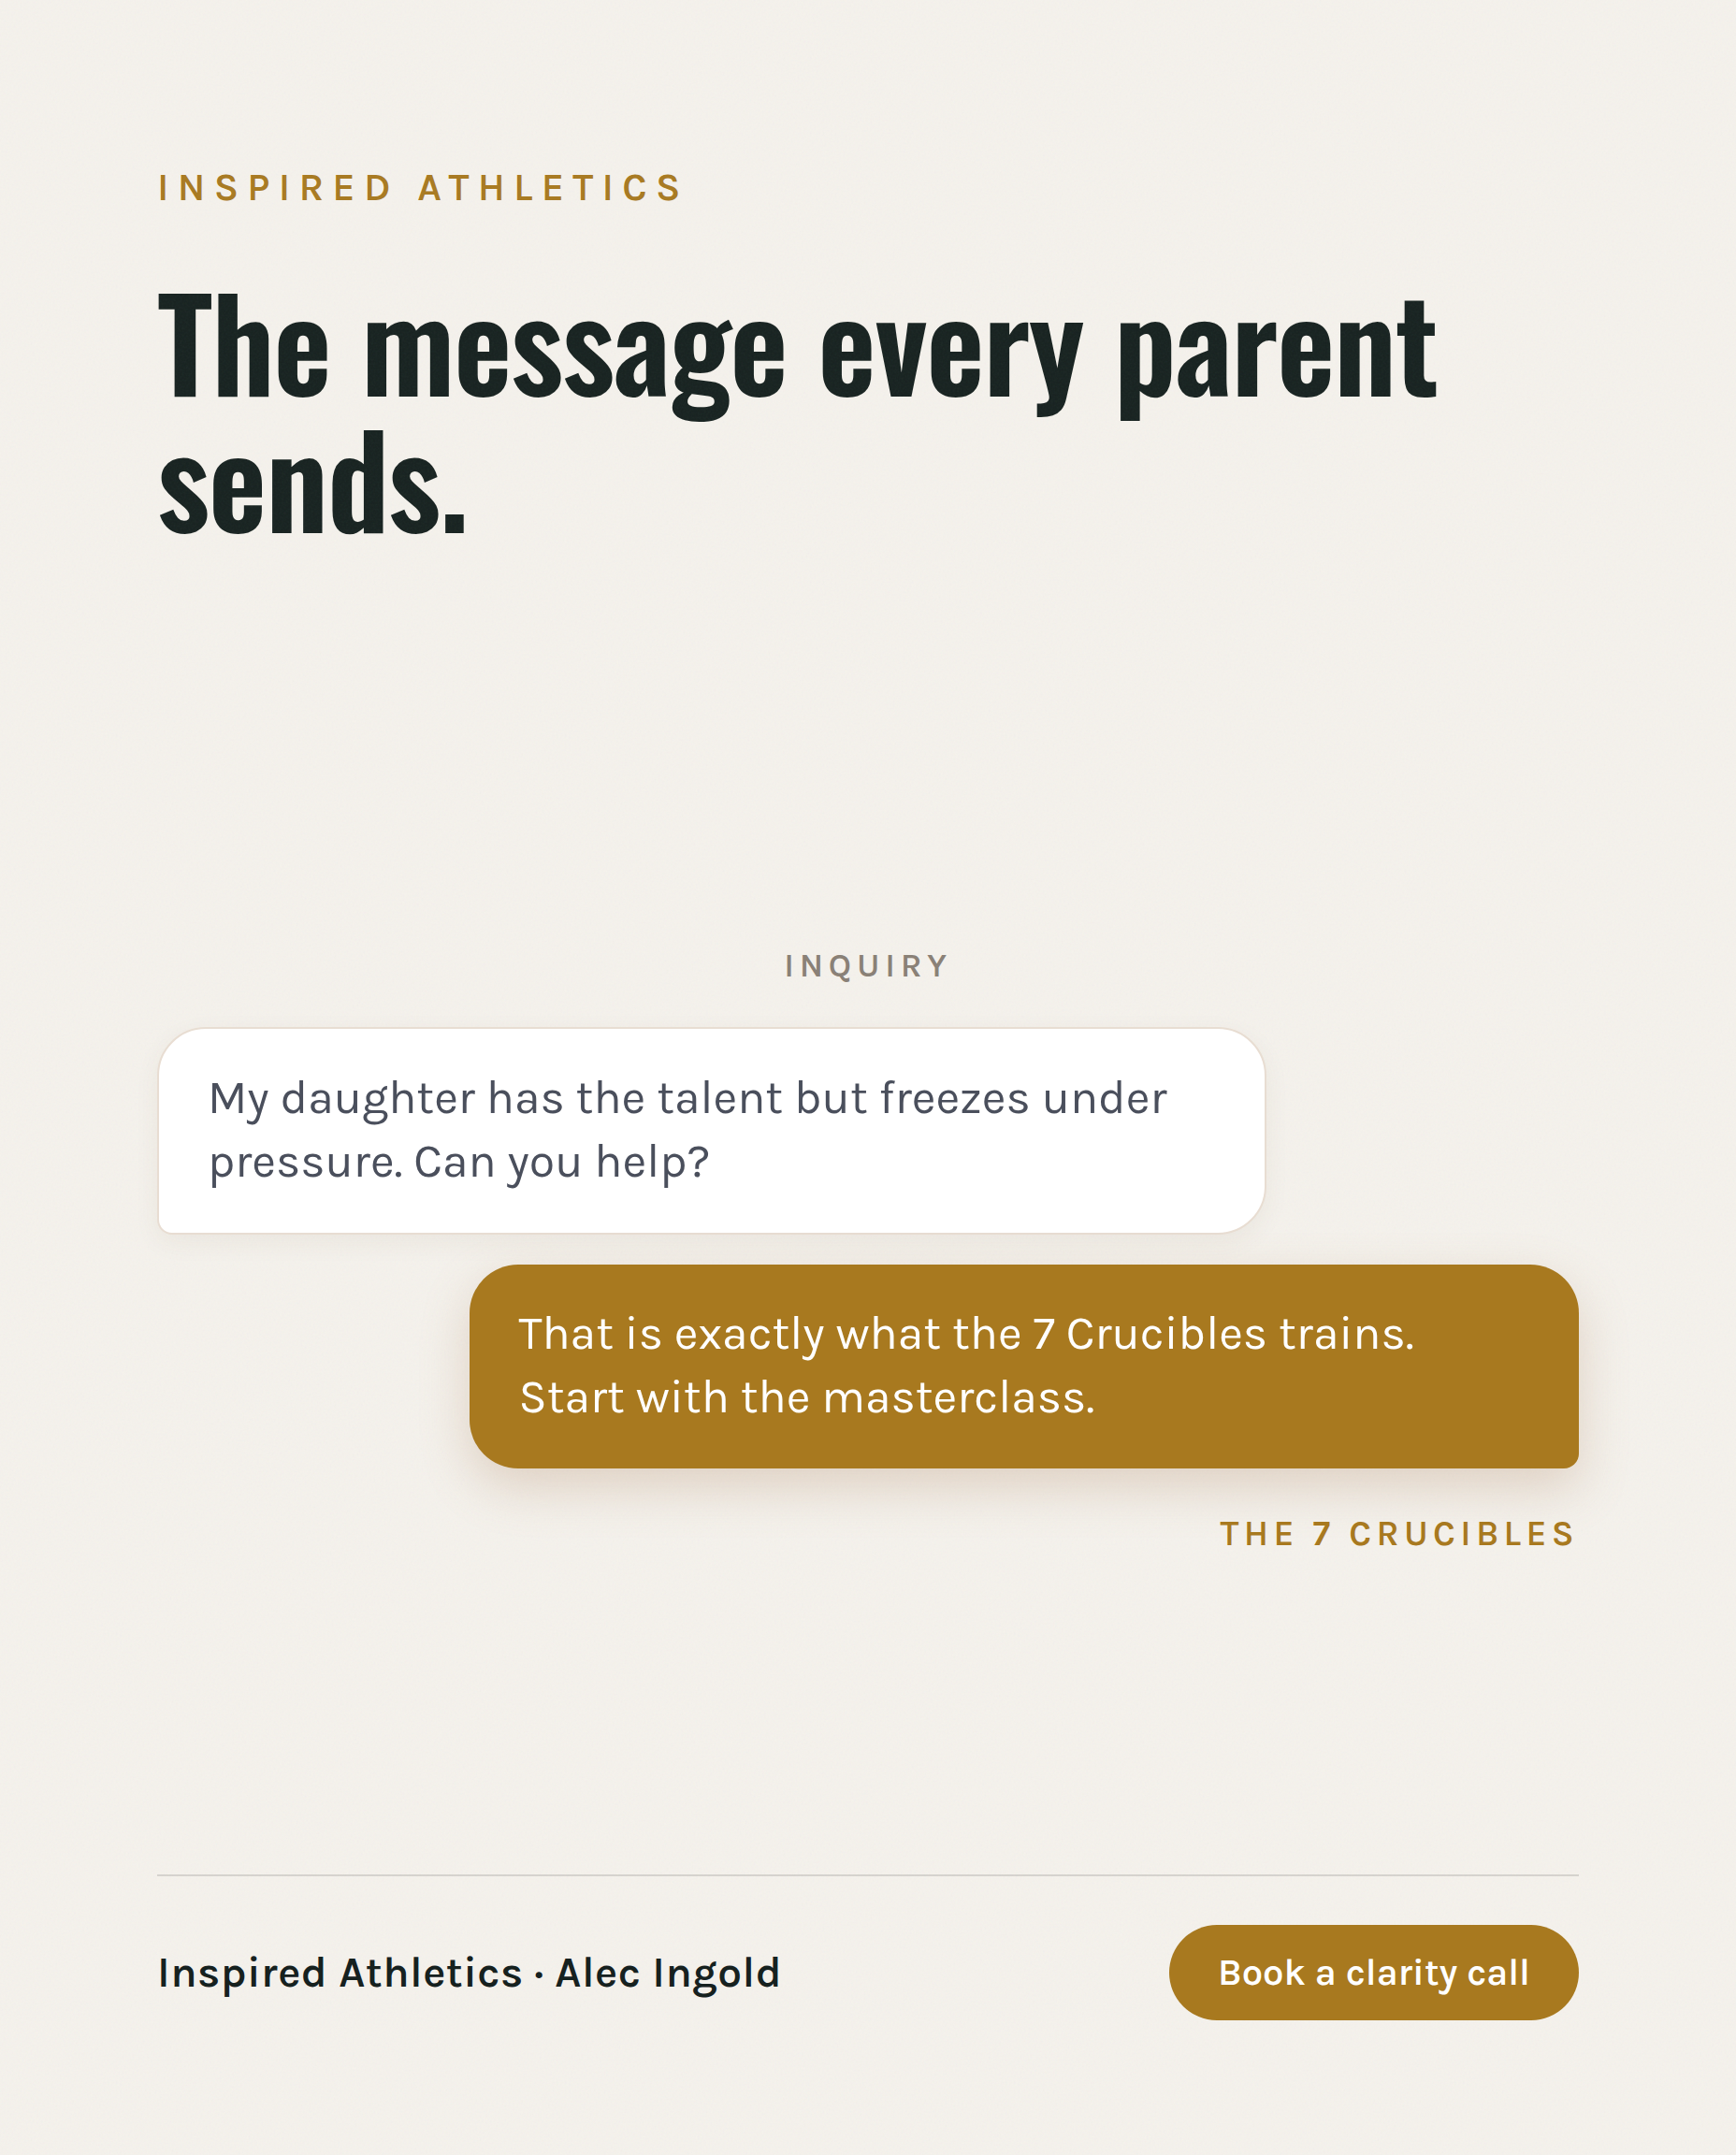 INSPIRED ATHLETICS
The message every parent
sends.
INQUIRY
My daughter has the talent but freezes under
pressure. Can you help?
That is exactly what the 7 Crucibles trains.
Start with the masterclass.
THE 7 CRUCIBLES
Inspired Athletics · Alec Ingold
Book a clarity call